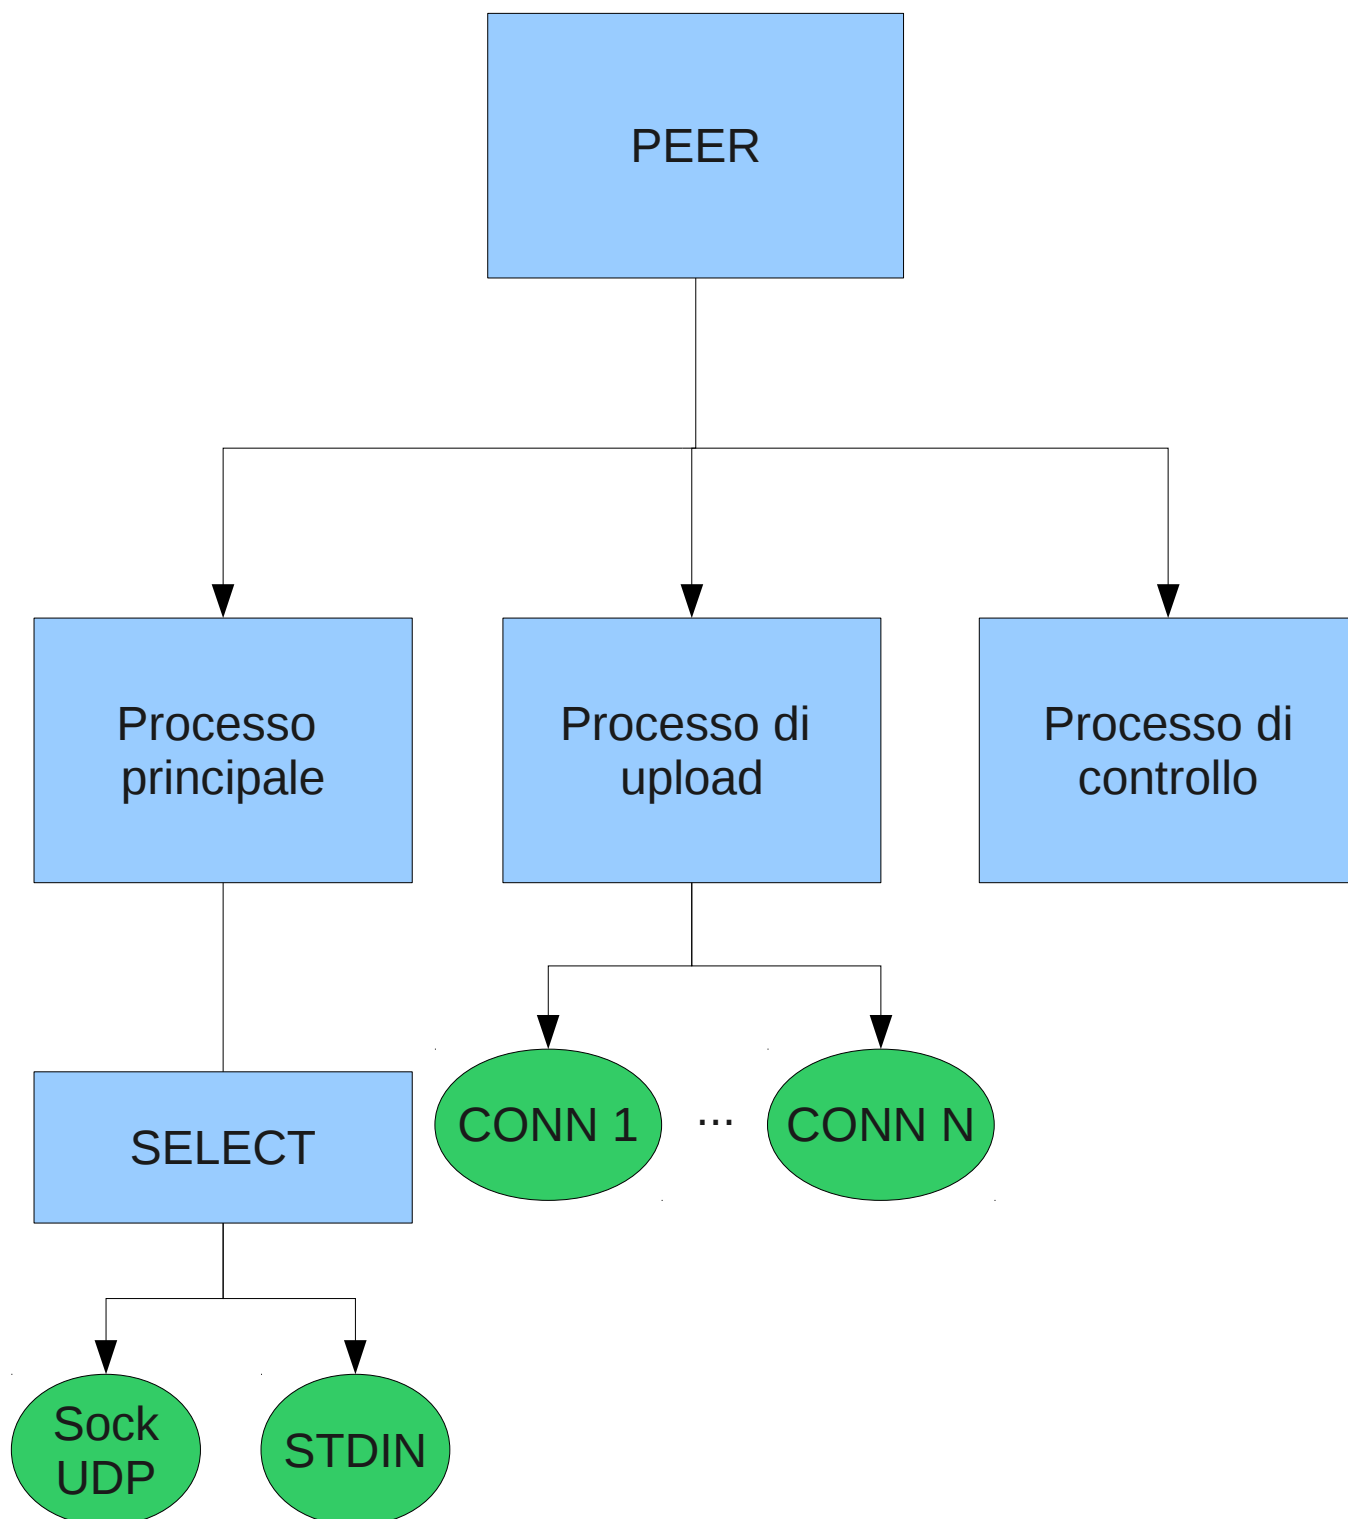 PEER
Processo
principale
Processo di
upload
Processo di
controllo
SELECT
CONN 1
...
CONN N
Sock
UDP
STDIN